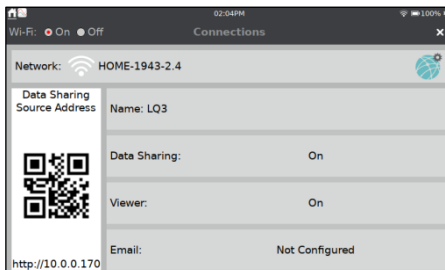 02:04PM
100%
Wi-Fi: On Off
Connections
x
Network: HOME-1943-2.4
Data Sharing
Source Address
Name: LQ3
Data Sharing: On
Viewer: On
Email: Not Configured
http://10.0.0.170